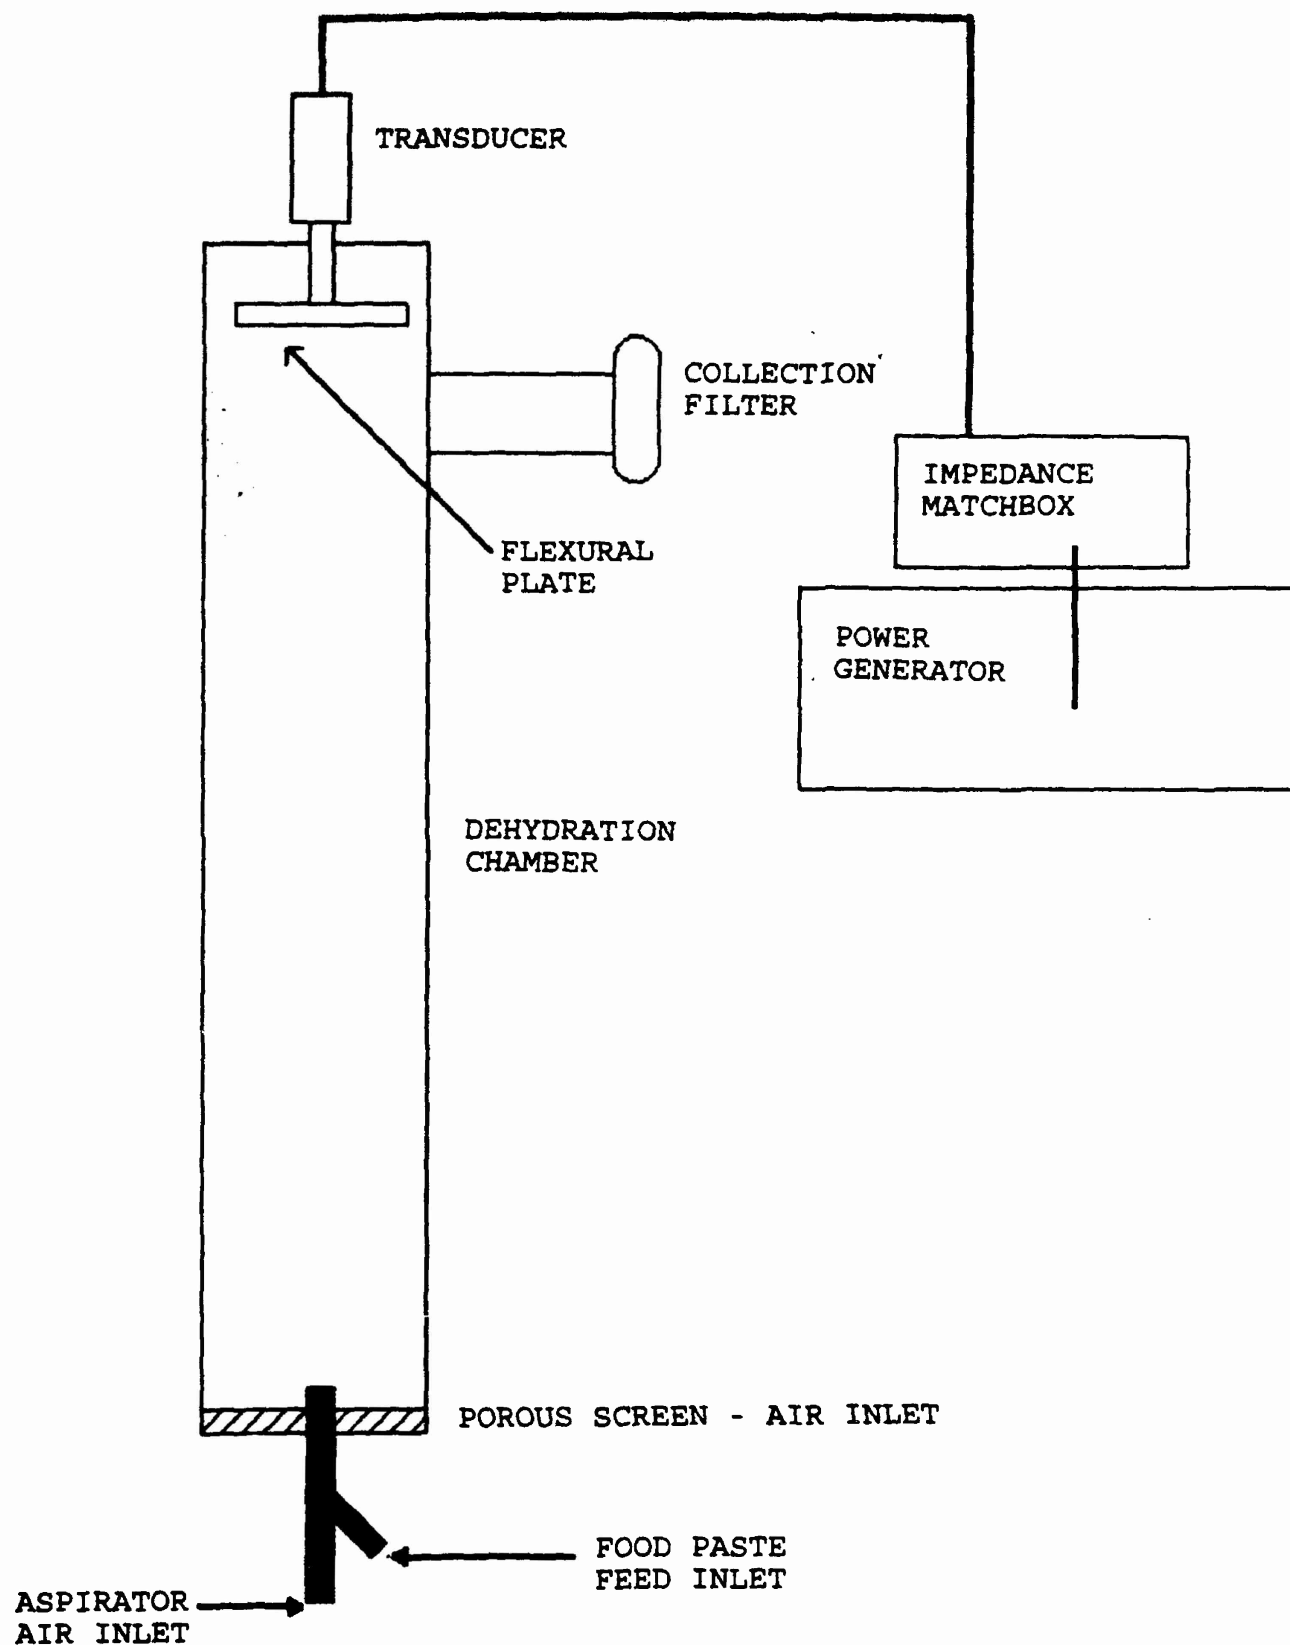 TRANSDUCER
COLLECTION
FILTER
IMPEDANCE
MATCHBOX
FLEXURAL
PLATE
POWER
GENERATOR
DEHYDRATION
CHAMBER
POROUS SCREEN - AIR INLET
FOOD PASTE
FEED INLET
ASPIRATOR
AIR INLET